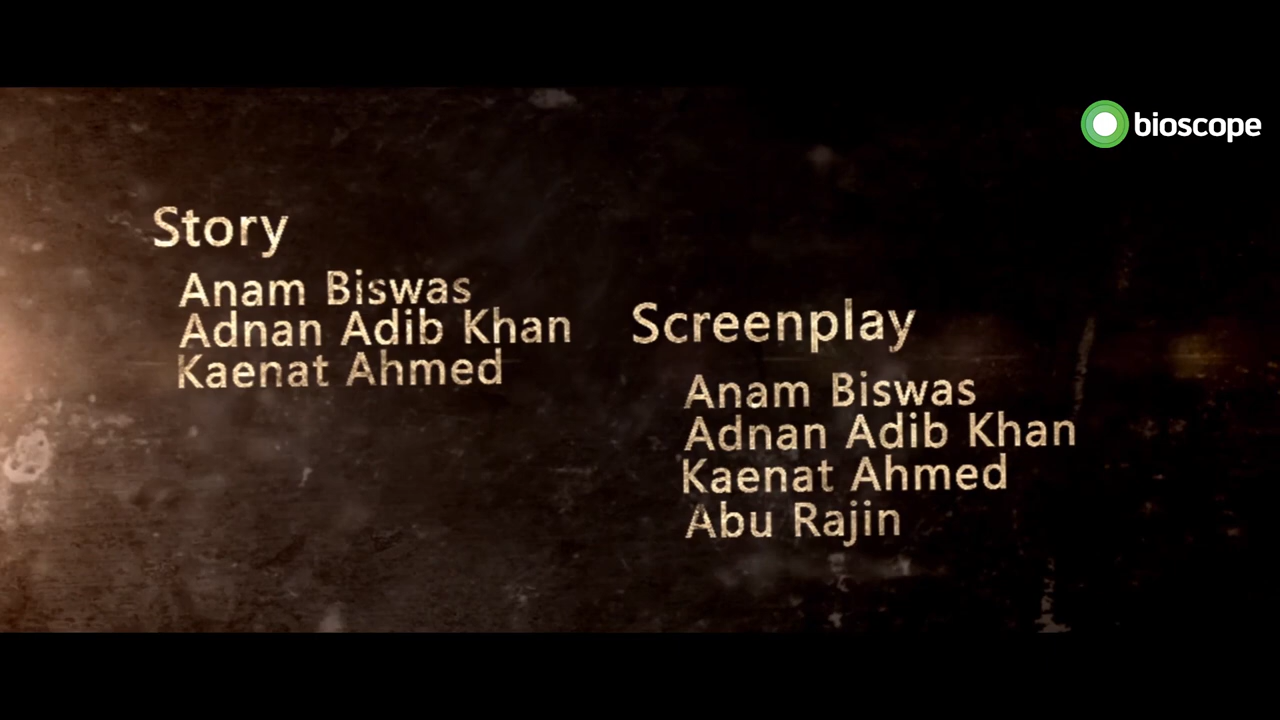 bioscope
Story
Anam Biswas
Adnan Adib Khan
Kaenat Ahmed
Screenplay
Anam Biswas
Adnan Adib Khan
Kaenat Ahmed
Abu Rajin